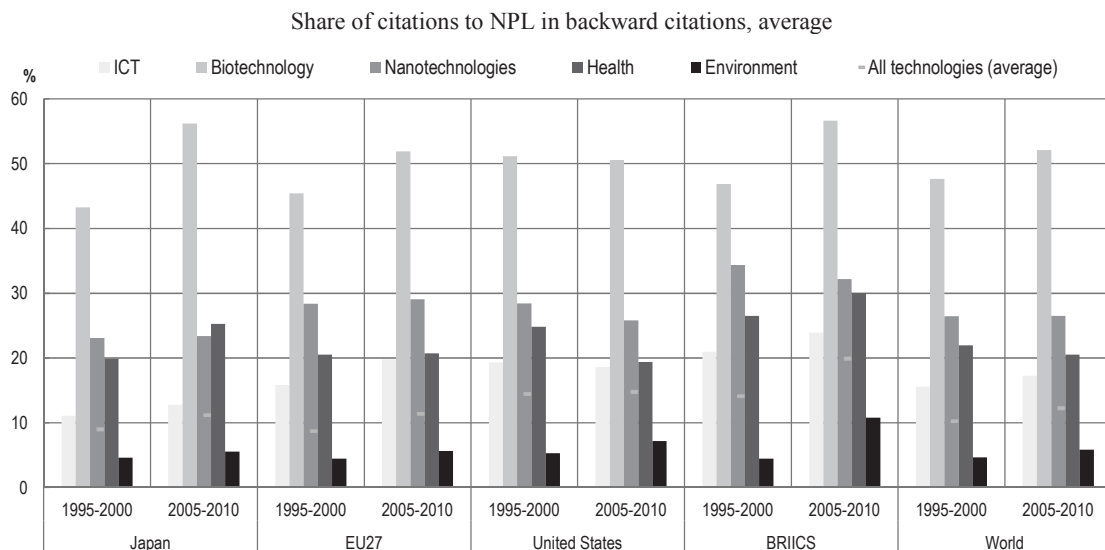 Share of citations to NPL in backward citations, average
ICT Biotechnology Nanotechnologies Health Environment All technologies (average)
%
60
50
40
30
20
10
0
1995-2000 2005-2010 1995-2000 2005-2010 1995-2000 2005-2010 1995-2000 2005-2010 1995-2000 2005-2010
Japan EU27 United States BRIICS World